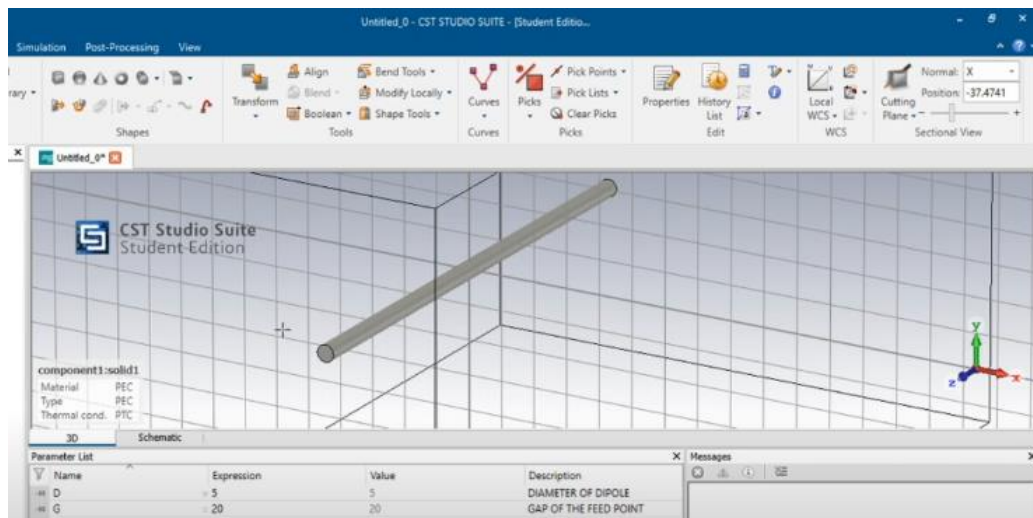 Untitled_0 - CST STUDIO SUITE - [Student Editio...
Simulation Post-Processing View
rary
Align
Bend Tools
Pick Points
Normal: X
Blend
Modify Locally
Pick Lists
Position: -37.4741
Transform
Boolean
Shape Tools
Curves
Picks
Clear Picks
Properties
History List
Local WCS
Cutting Plane
Shapes
Tools
Curves
Picks
Edit
WCS
Sectional View
Untitled_0*
CST Studio Suite
Student Edition
y
x
z
component1:solid1
Material PEC
Type PEC
Thermal cond. PTC
3D Schematic
Parameter List
Messages
Name Expression Value Description
D = 5 5 DIAMETER OF DIPOLE
G = 20 20 GAP OF THE FEED POINT